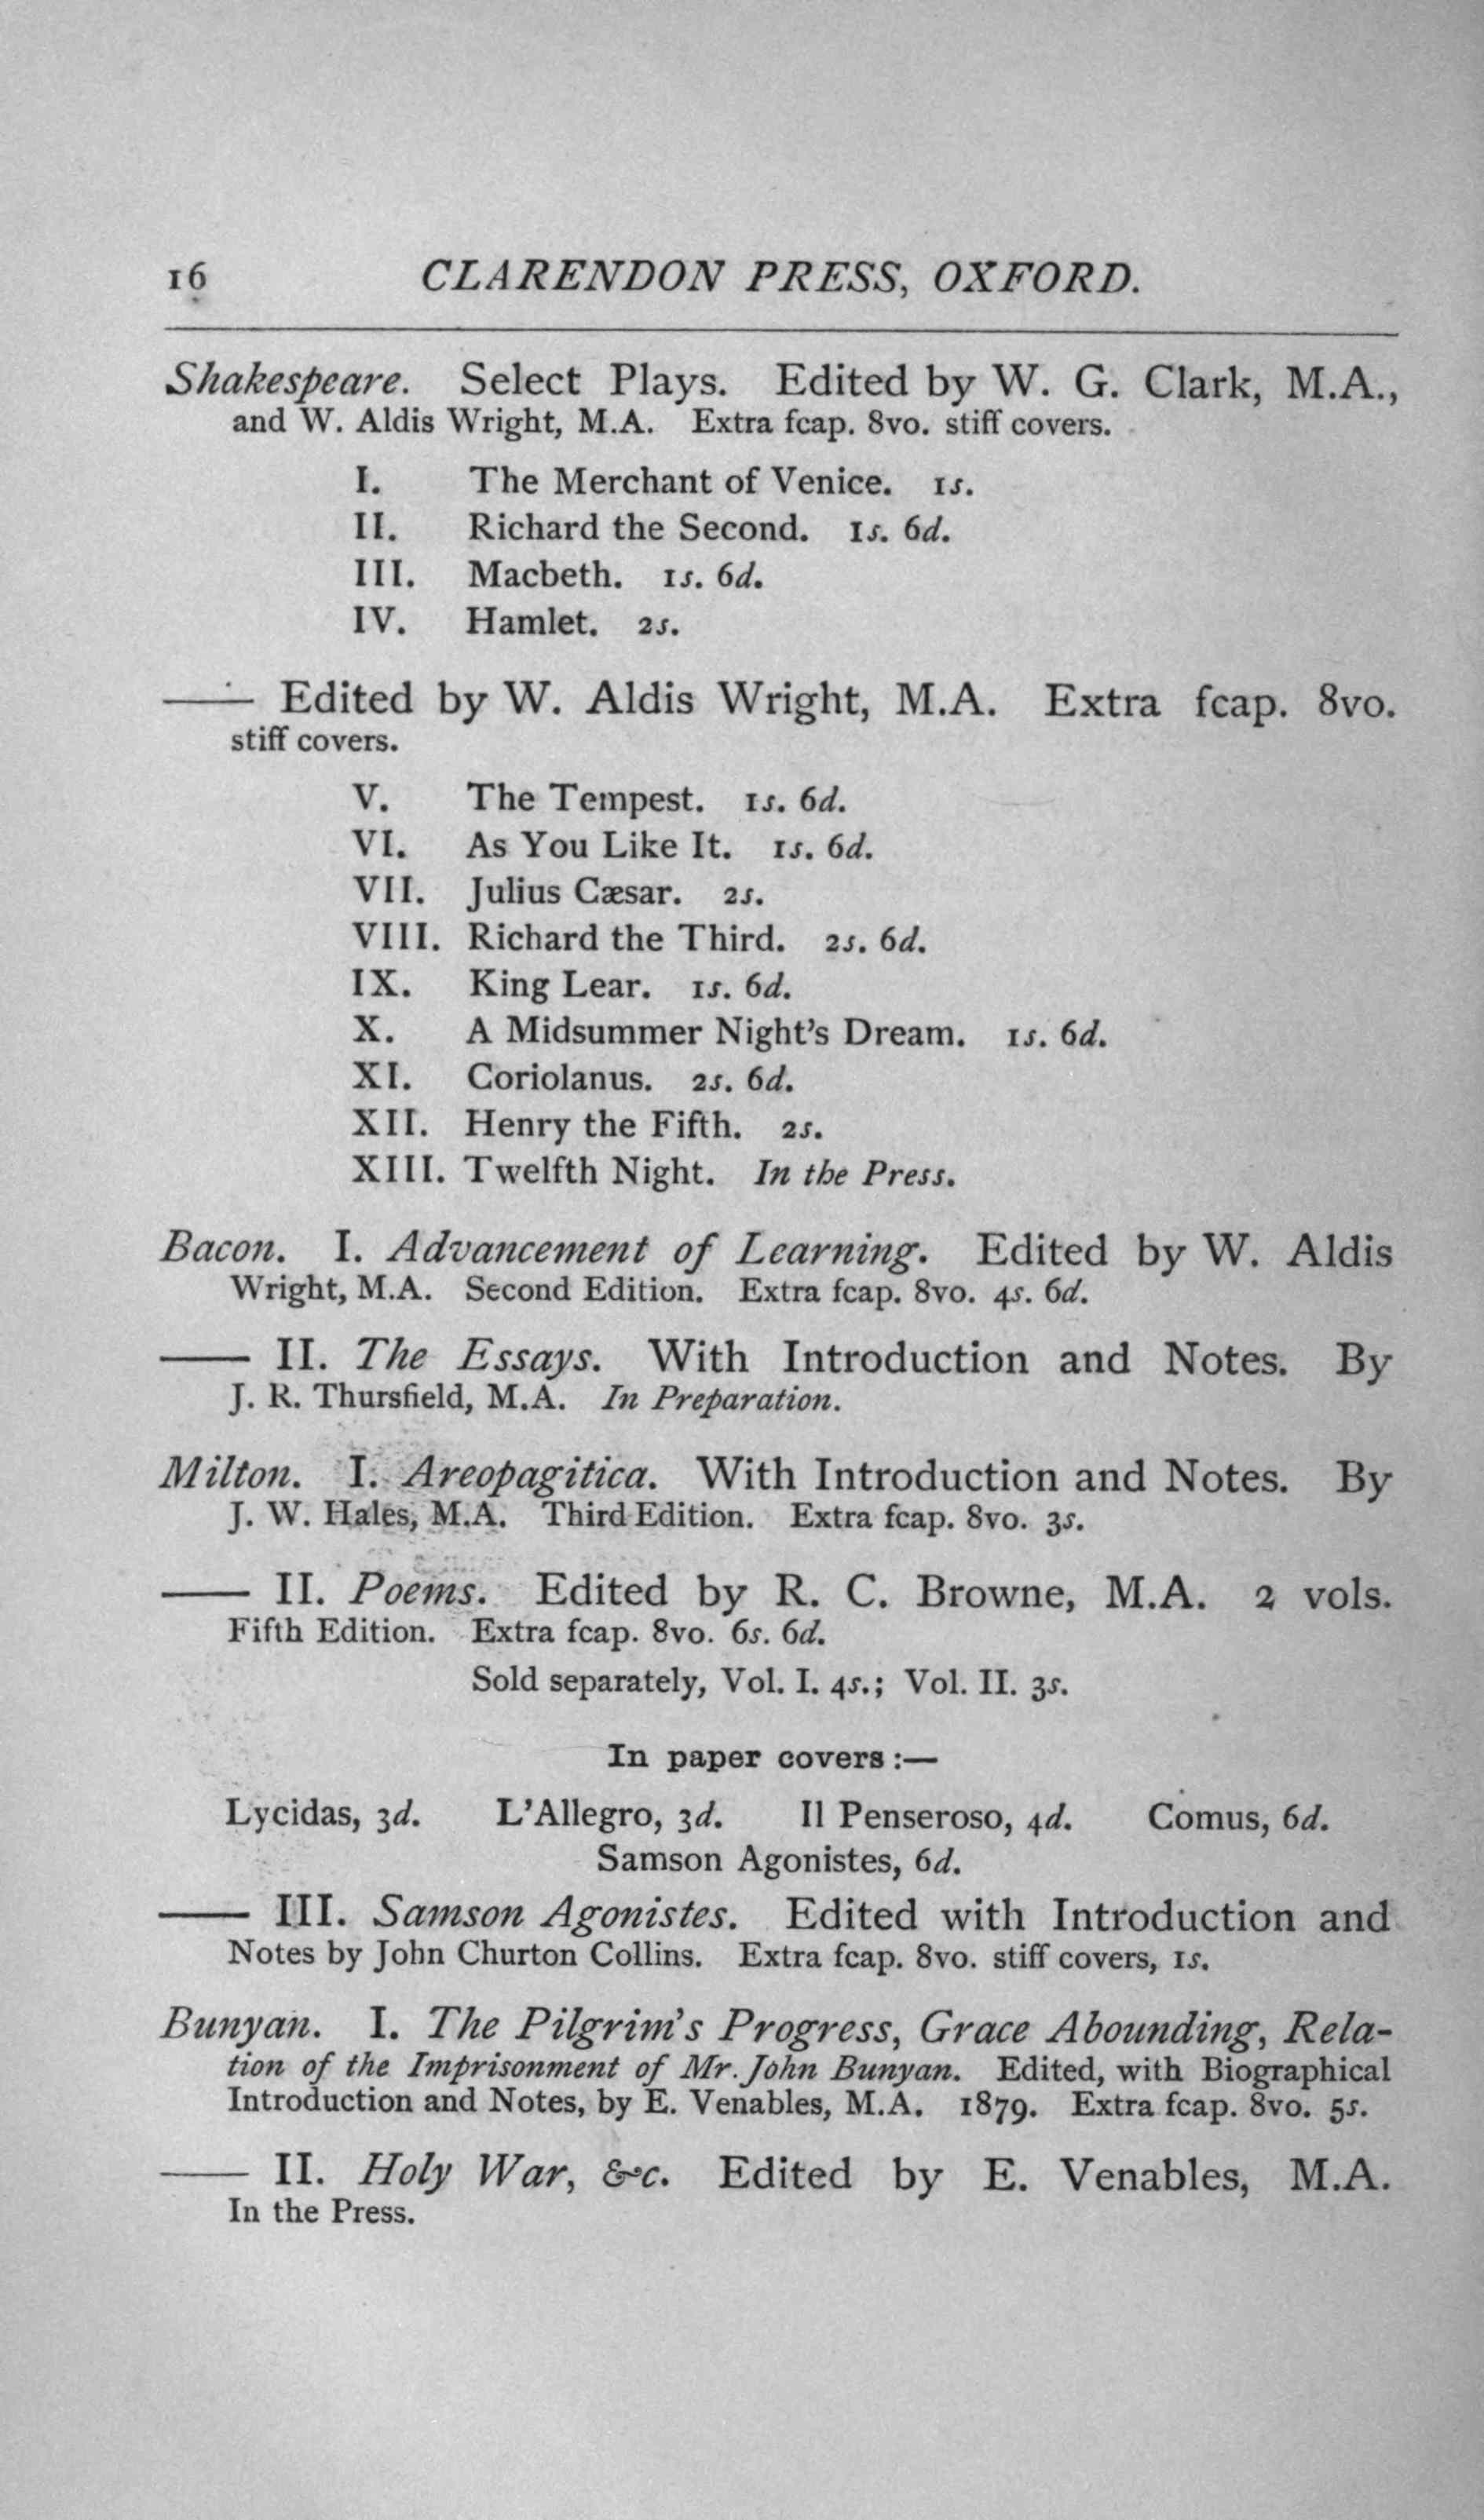 16 CLARENDON PRESS, OXFORD.
Shakespeare. Select Plays. Edited by W. G. Clark, M.A.,
and W. Aldis Wright, M.A. Extra fcap. 8vo. stiff covers.
I. The Merchant of Venice. 1s.
II. Richard the Second. 1s. 6d.
III. Macbeth. 1s. 6d.
IV. Hamlet. 2s.
—— Edited by W. Aldis Wright, M.A. Extra fcap. 8vo.
stiff covers.
V. The Tempest. 1s. 6d.
VI. As You Like It. 1s. 6d.
VII. Julius Cæsar. 2s.
VIII. Richard the Third. 2s. 6d.
IX. King Lear. 1s. 6d.
X. A Midsummer Night's Dream. 1s. 6d.
XI. Coriolanus. 2s. 6d.
XII. Henry the Fifth. 2s.
XIII. Twelfth Night. In the Press.
Bacon. I. Advancement of Learning. Edited by W. Aldis
Wright, M.A. Second Edition. Extra fcap. 8vo. 4s. 6d.
—— II. The Essays. With Introduction and Notes. By
J. R. Thursfield, M.A. In Preparation.
Milton. I. Areopagitica. With Introduction and Notes. By
J. W. Hales, M.A. Third Edition. Extra fcap. 8vo. 3s.
—— II. Poems. Edited by R. C. Browne, M.A. 2 vols.
Fifth Edition. Extra fcap. 8vo. 6s. 6d.
Sold separately, Vol. I. 4s.; Vol. II. 3s.
In paper covers :—
Lycidas, 3d. L'Allegro, 3d. Il Penseroso, 4d. Comus, 6d.
Samson Agonistes, 6d.
—— III. Samson Agonistes. Edited with Introduction and
Notes by John Churton Collins. Extra fcap. 8vo. stiff covers, 1s.
Bunyan. I. The Pilgrim's Progress, Grace Abounding, Rela-
tion of the Imprisonment of Mr. John Bunyan. Edited, with Biographical
Introduction and Notes, by E. Venables, M.A. 1879. Extra fcap. 8vo. 5s.
—— II. Holy War, &c. Edited by E. Venables, M.A.
In the Press.